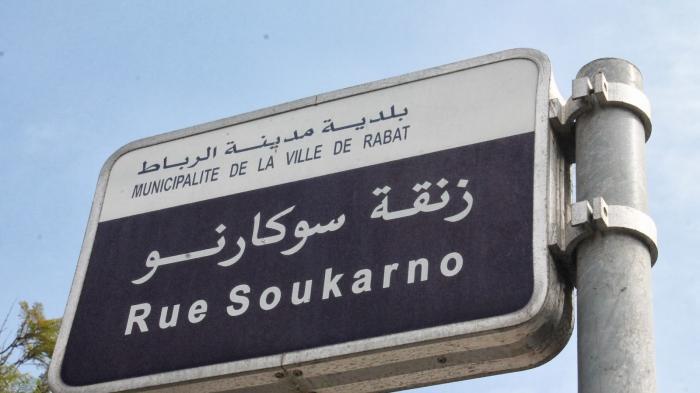 بلدية مدينة الرباط
MUNICIPALITE DE LA VILLE DE RABAT
زنقة سوكارنو
Rue Soukarno